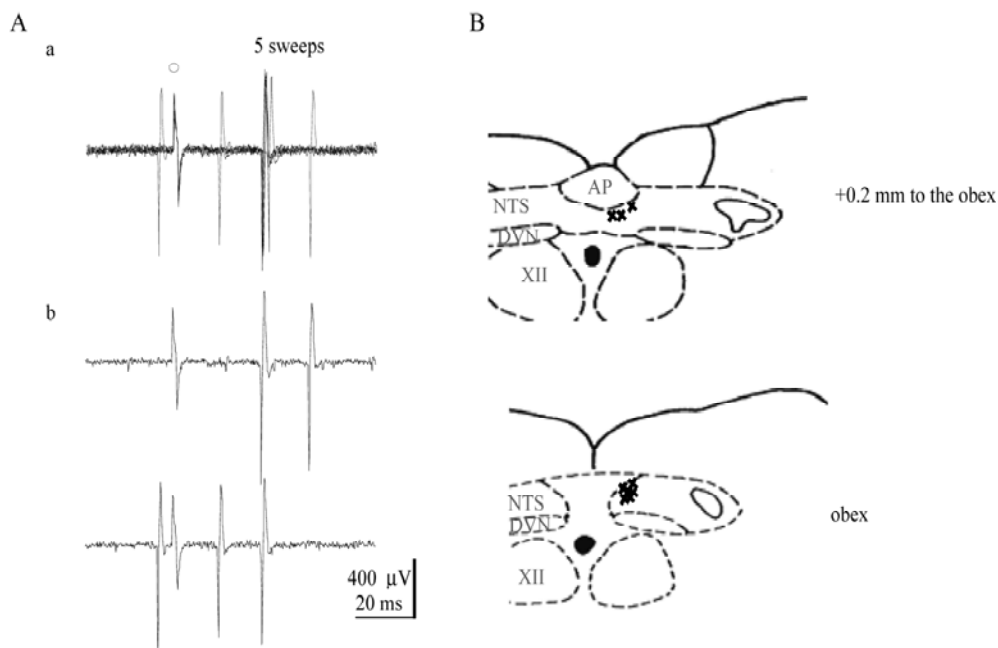 A
a
5 sweeps
b
400 µV
20 ms
B
AP
NTS
DVN
XII
+0.2 mm to the obex
NTS
DVN
XII
obex